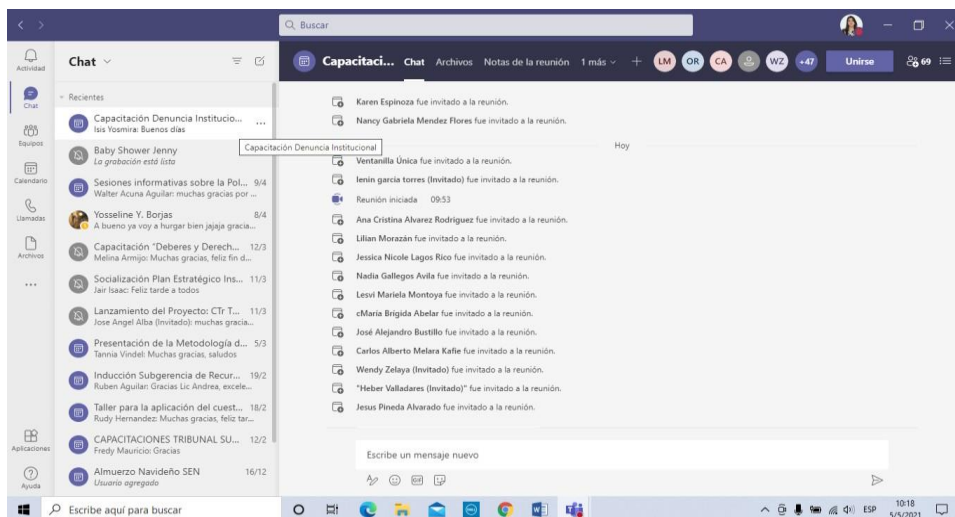 Buscar
Actividad
Chat
Equipos
Calendario
Llamadas
Archivos
Aplicaciones
Ayuda
Chat
Recientes
Capacitación Denuncia Institucio...
Isis Yosmira: Buenos días
Capacitación Denuncia Institucional
Baby Shower Jenny
La grabación está lista
Sesiones informativas sobre la Pol... 9/4
Walter Acuna Aguilar: muchas gracias por ...
Yosseline Y. Borjas 8/4
A bueno ya voy a hurgar bien jajaja gracia...
Capacitación "Deberes y Derech... 12/3
Melina Armijo: Muchas gracias, feliz fin d...
Socialización Plan Estratégico Ins... 11/3
Jair Isaac: Feliz tarde a todos
Lanzamiento del Proyecto: CTr T... 11/3
Jose Angel Alba (Invitado): muchas gracia...
Presentación de la Metodología d... 5/3
Tannia Vindel: Muchas gracias, saludos
Inducción Subgerencia de Recur... 19/2
Ruben Aguilar: Gracias Lic Andrea, excele...
Taller para la aplicación del cuest... 18/2
Rudy Hernandez: Muchas gracias, feliz tar...
CAPACITACIONES TRIBUNAL SU... 12/2
Fredy Mauricio: Gracias
Almuerzo Navideño SEN 16/12
Usuario agregado
Capacitaci... Chat Archivos Notas de la reunión 1 más LM OR CA WZ +47 Unirse 69
Karen Espinoza fue invitado a la reunión.
Nancy Gabriela Mendez Flores fue invitado a la reunión.
Hoy
Ventanilla Única fue invitado a la reunión.
lenin garcia torres (Invitado) fue invitado a la reunión.
Reunión iniciada 09:53
Ana Cristina Alvarez Rodriguez fue invitado a la reunión.
Lilian Morazán fue invitado a la reunión.
Jessica Nicole Lagos Rico fue invitado a la reunión.
Nadia Gallegos Avila fue invitado a la reunión.
Lesvi Mariela Montoya fue invitado a la reunión.
cMaría Brígida Abelar fue invitado a la reunión.
José Alejandro Bustillo fue invitado a la reunión.
Carlos Alberto Melara Kafie fue invitado a la reunión.
Wendy Zelaya (Invitado) fue invitado a la reunión.
"Heber Valladares (Invitado)" fue invitado a la reunión.
Jesus Pineda Alvarado fue invitado a la reunión.
Escribe un mensaje nuevo
GIF
Escribe aquí para buscar
ESP
10:18
5/5/2021